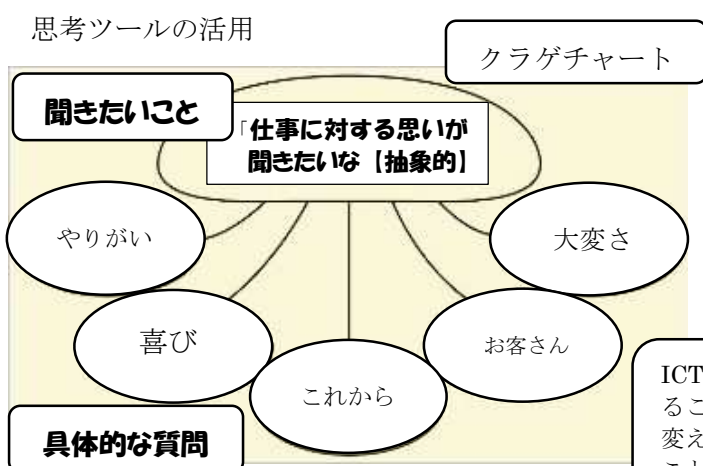 思考ツールの活用
クラゲチャート
聞きたいこと
「仕事に対する思いが
聞きたいな【抽象的】
やりがい
大変さ
喜び
お客さん
これから
具体的な質問
ICT
るこ
変え